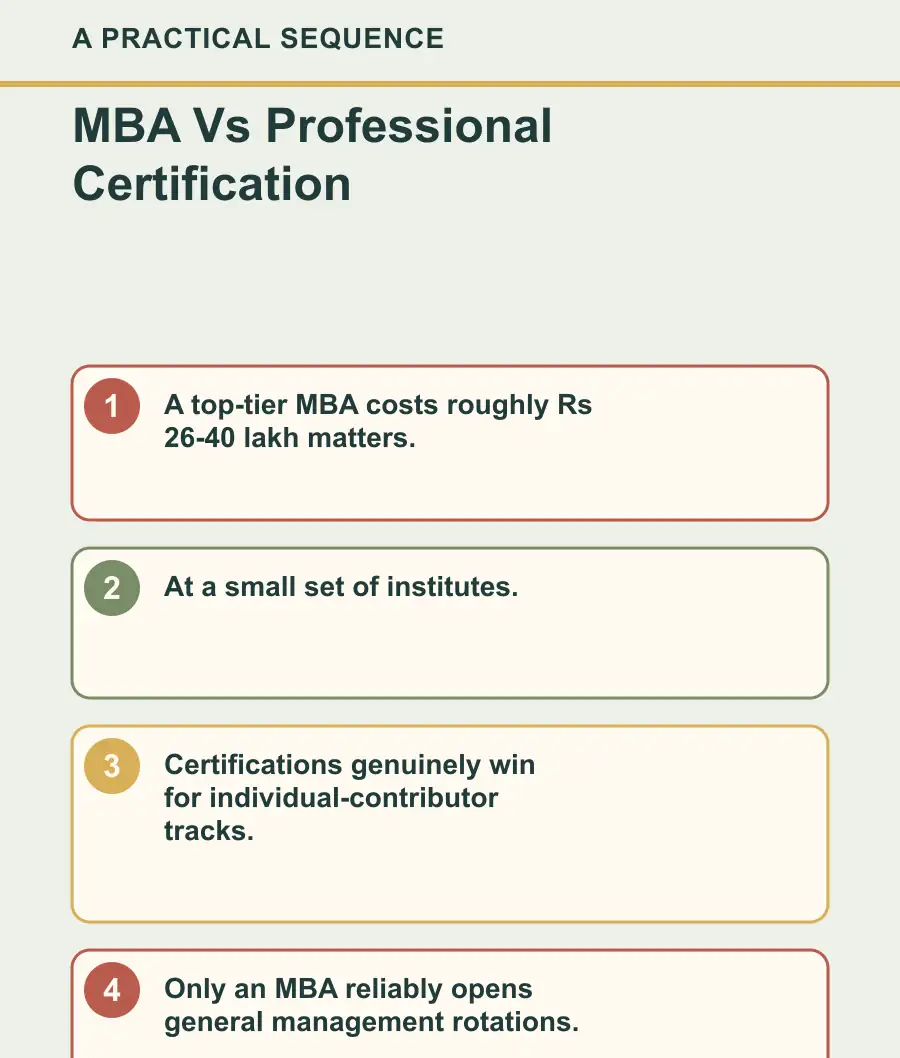 A PRACTICAL SEQUENCE
MBA Vs Professional
Certification
1
A top-tier MBA costs roughly Rs
26-40 lakh matters.
2
At a small set of institutes.
3
Certifications genuinely win
for individual-contributor
tracks.
4
Only an MBA reliably opens
general management rotations.